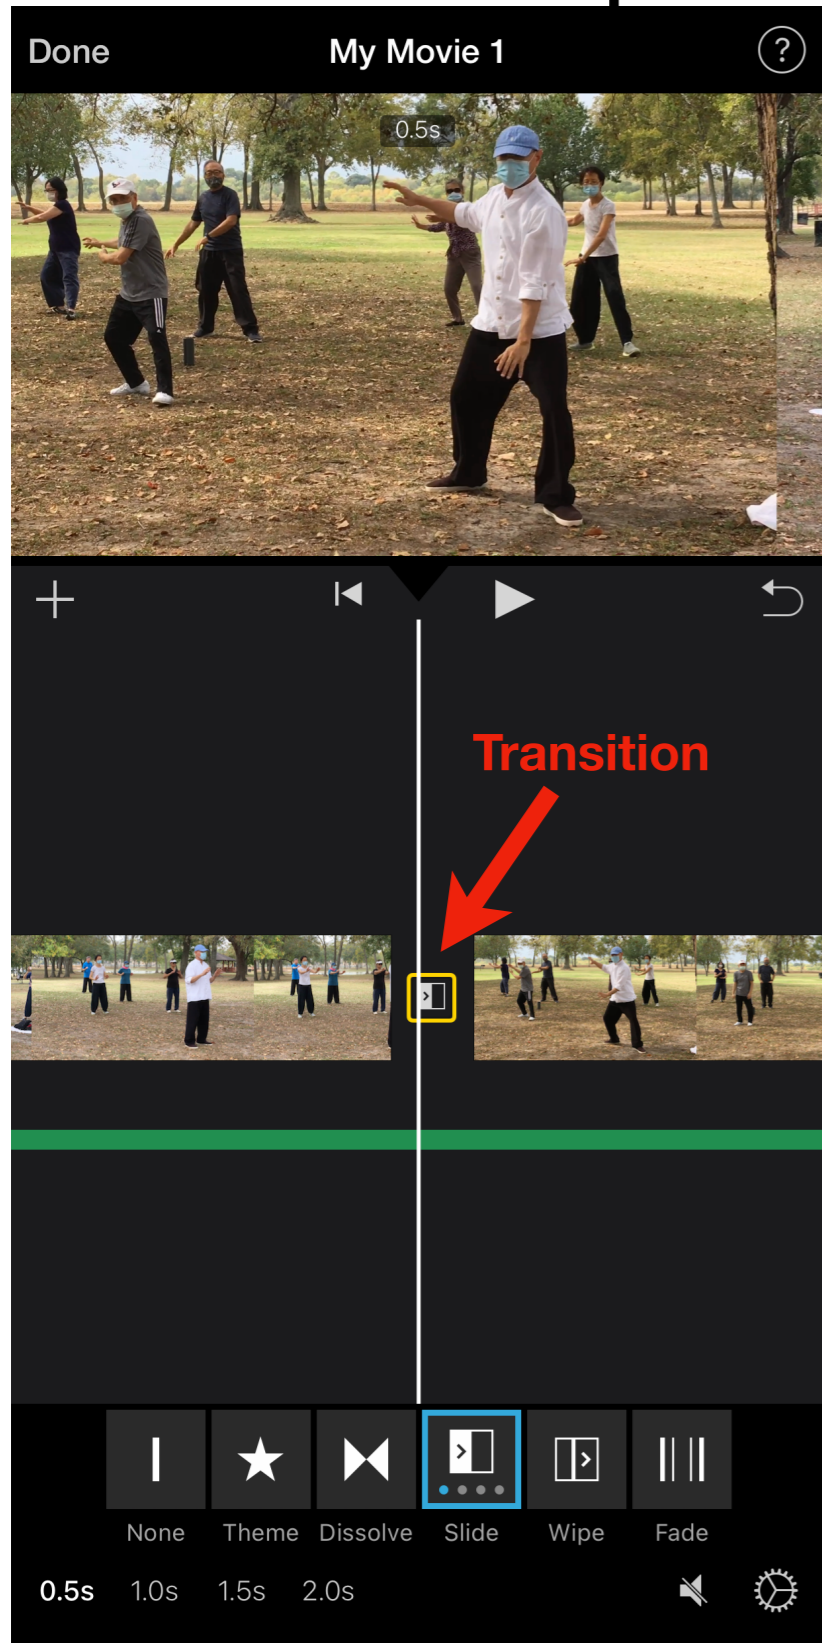 Done
My Movie 1
?
0.5s
Transition
None
Theme
Dissolve
Slide
Wipe
Fade
0.5s
1.0s
1.5s
2.0s